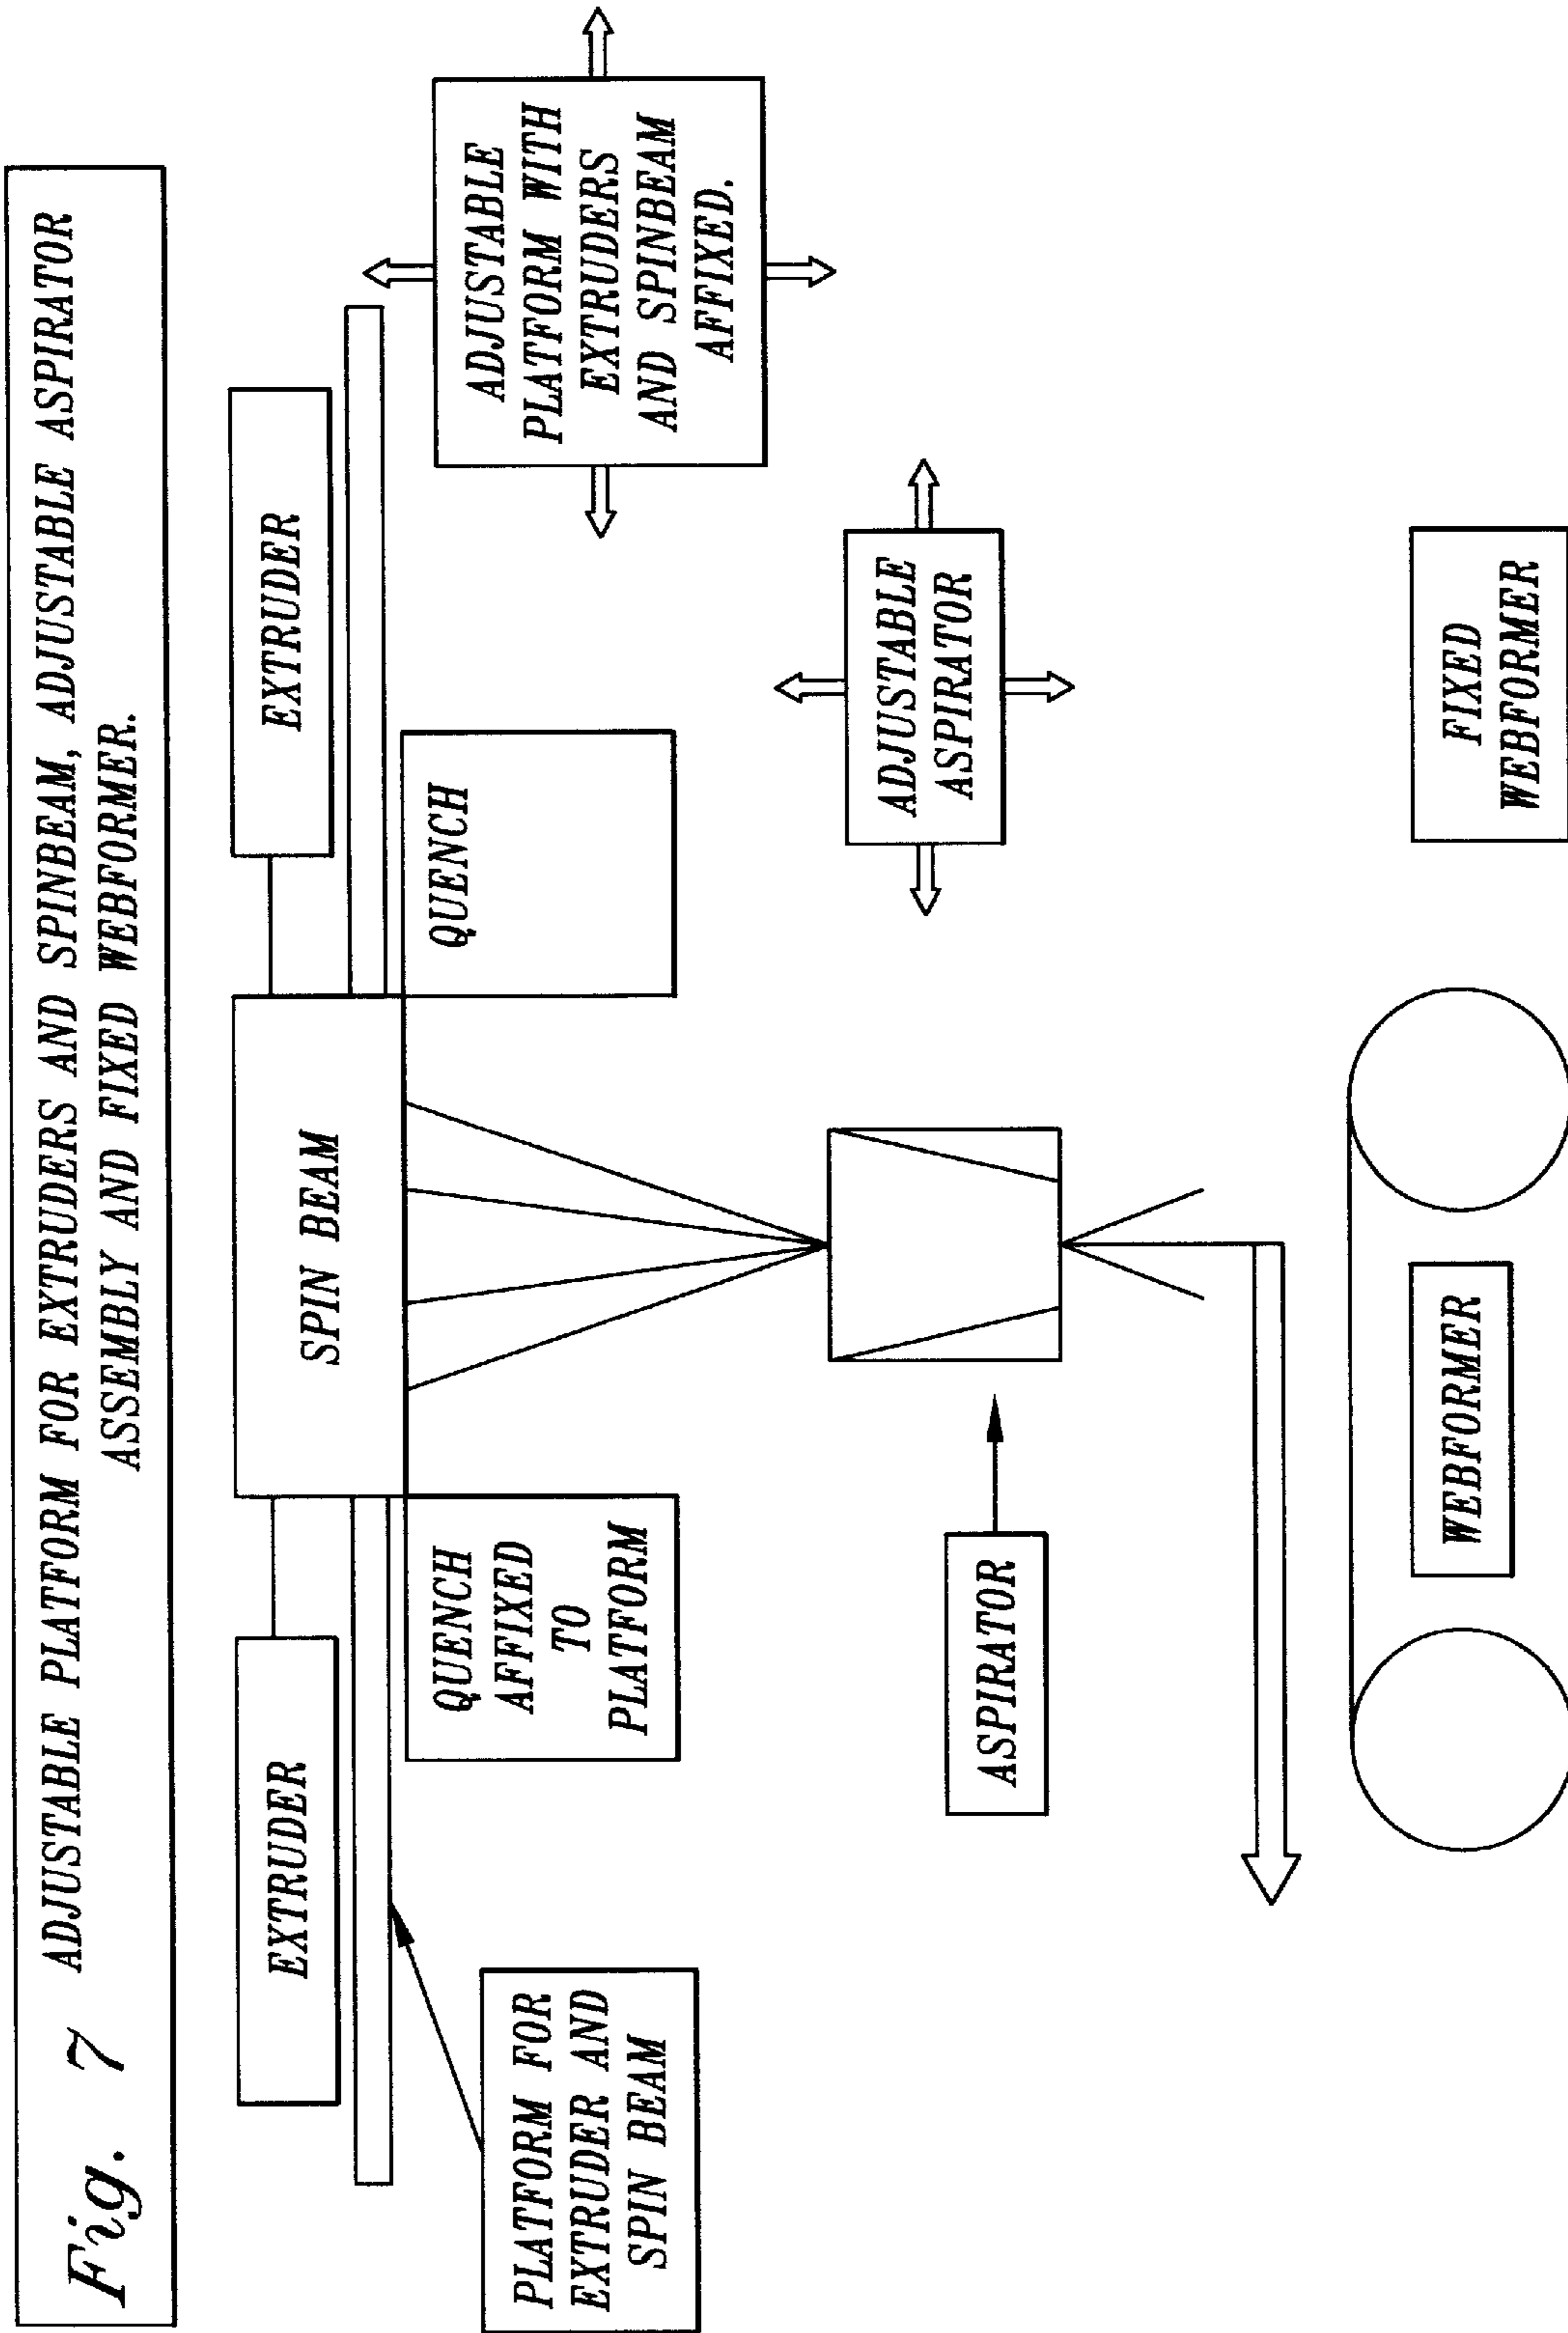 Fig. 7 ADJUSTABLE PLATFORM FOR EXTRUDERS AND SPINBEAM, ADJUSTABLE ASPIRATOR
ASSEMBLY AND FIXED WEBFORMER.
EXTRUDER
SPIN BEAM
EXTRUDER
PLATFORM FOR
EXTRUDER AND
SPIN BEAM
QUENCH
AFFIXED
TO
PLATFORM
QUENCH
ADJUSTABLE
PLATFORM WITH
EXTRUDERS
AND SPINBEAM
AFFIXED.
ASPIRATOR
ADJUSTABLE
ASPIRATOR
WEBFORMER
FIXED
WEBFORMER